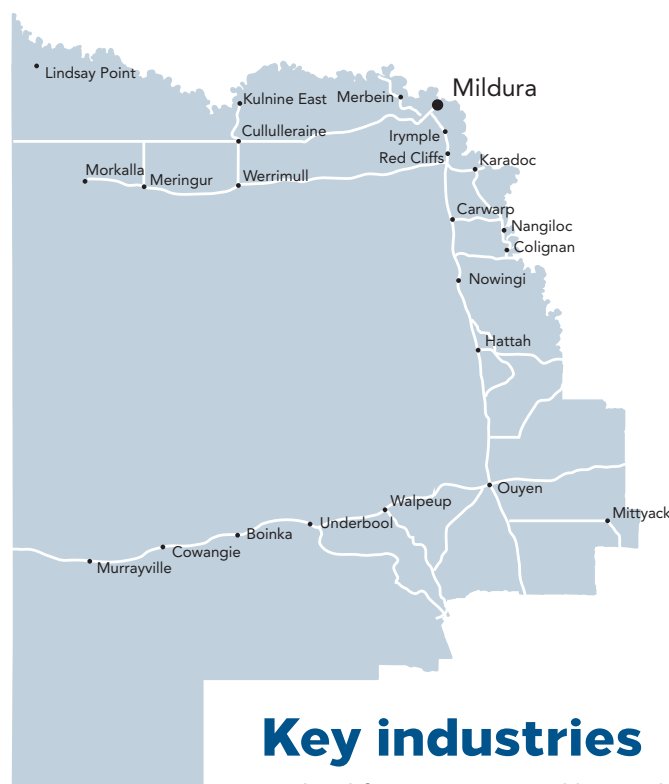 Mildura
Lindsay Point
Kulnine East
Merbein
Cullulleraine
Irymple
Red Cliffs
Karadoc
Morkalla
Meringur
Werrimull
Carwarp
Nangiloc
Colignan
Nowingi
Hattah
Ouyen
Walpeup
Mittyack
Underbool
Boinka
Cowangie
Murrayville
Key industries